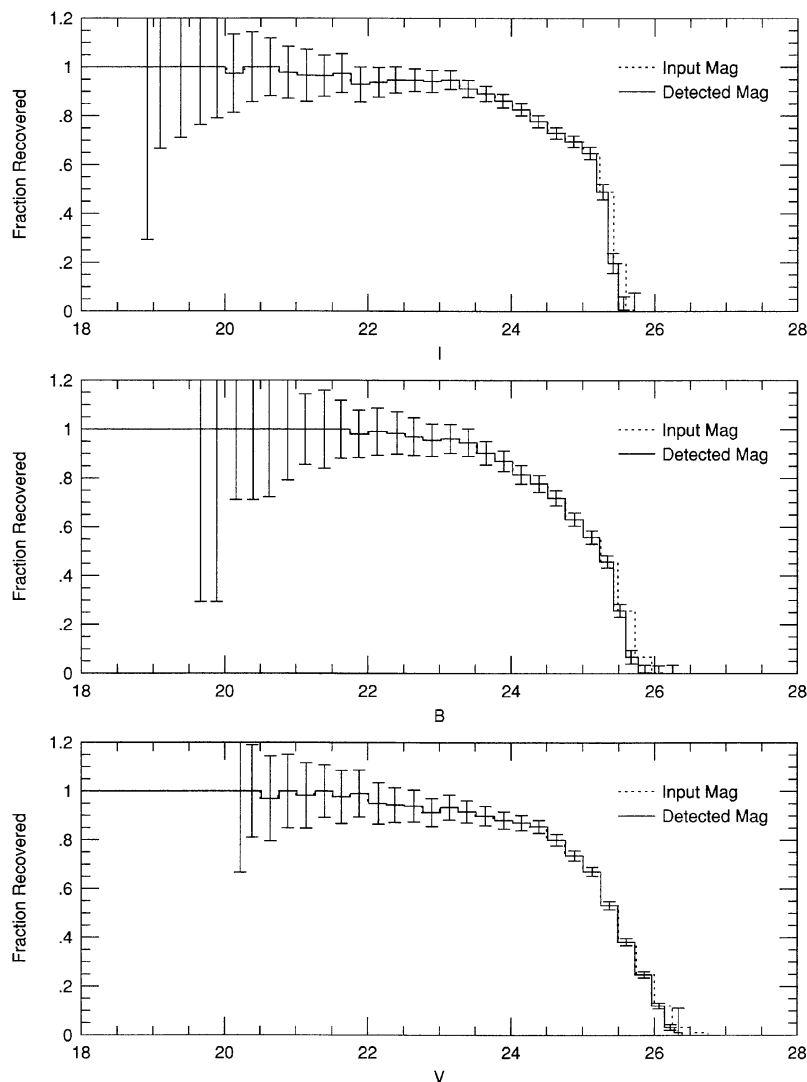 1.2
1
.8
.6
.4
.2
0
Fraction Recovered
Input Mag
Detected Mag
18 20 22 24 26 28
I
1.2
1
.8
.6
.4
.2
0
Fraction Recovered
Input Mag
Detected Mag
18 20 22 24 26 28
B
1.2
1
.8
.6
.4
.2
0
Fraction Recovered
Input Mag
Detected Mag
18 20 22 24 26 28
V